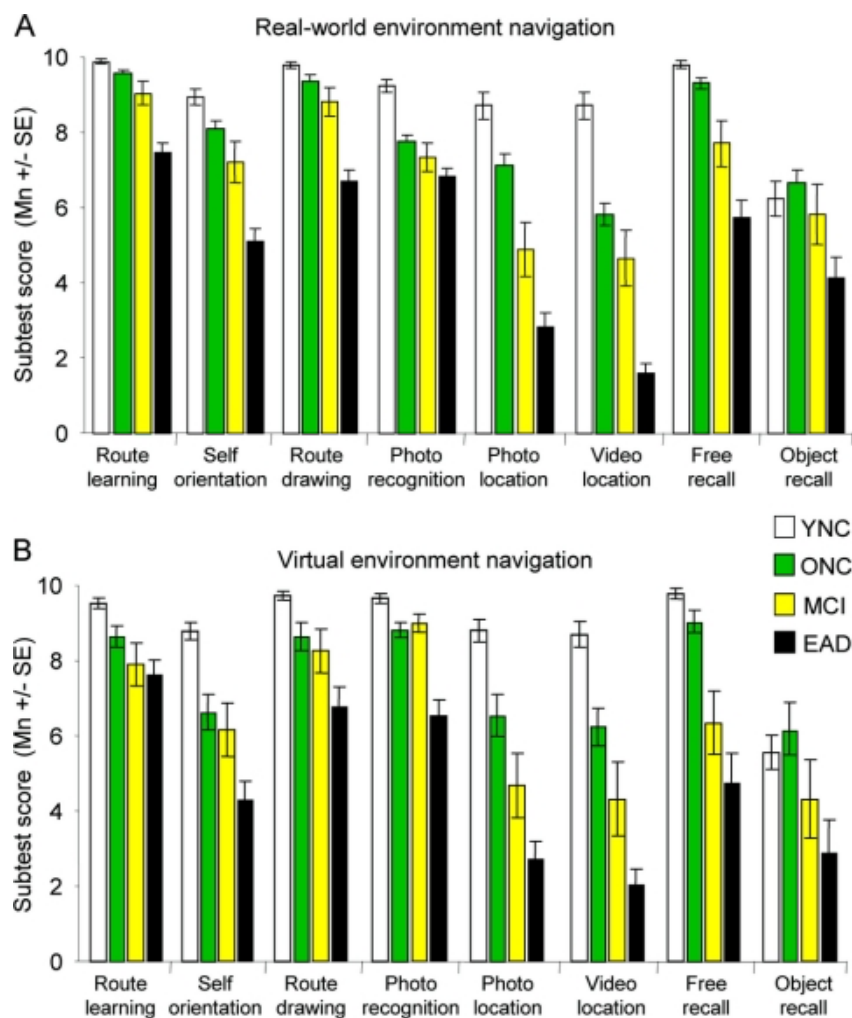 A
Real-world environment navigation
Subtest score (Mn +/- SE)
10
8
6
4
2
0
Route learning
Self orientation
Route drawing
Photo recognition
Photo location
Video location
Free recall
Object recall
YNC
ONC
MCI
EAD
B
Virtual environment navigation
Subtest score (Mn +/- SE)
10
8
6
4
2
0
Route learning
Self orientation
Route drawing
Photo recognition
Photo location
Video location
Free recall
Object recall